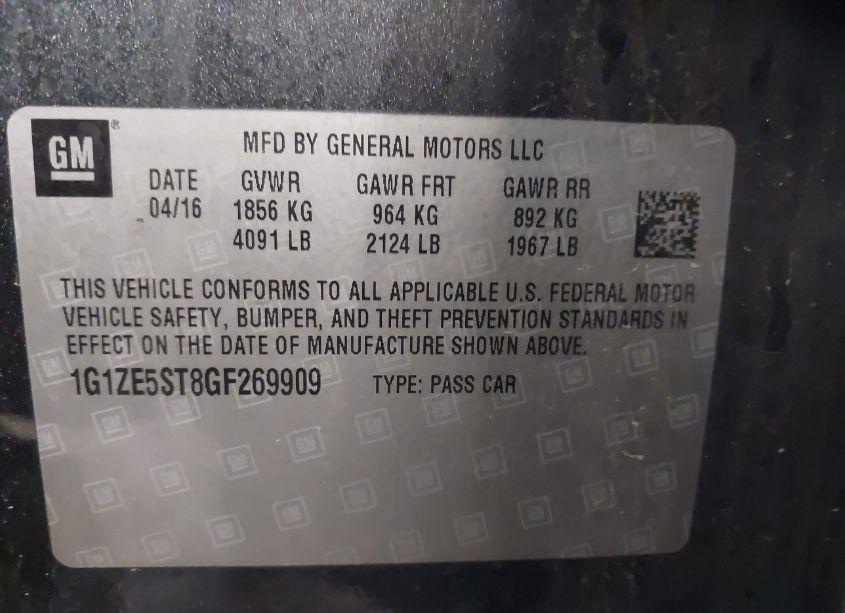 GM
MFD BY GENERAL MOTORS LLC
DATE GVWR GAWR FRT GAWR RR
04/16 1856 KG 964 KG 892 KG
4091 LB 2124 LB 1967 LB
THIS VEHICLE CONFORMS TO ALL APPLICABLE U.S. FEDERAL MOTOR
VEHICLE SAFETY, BUMPER, AND THEFT PREVENTION STANDARDS IN
EFFECT ON THE DATE OF MANUFACTURE SHOWN ABOVE.
1G1ZE5ST8GF269909 TYPE: PASS CAR